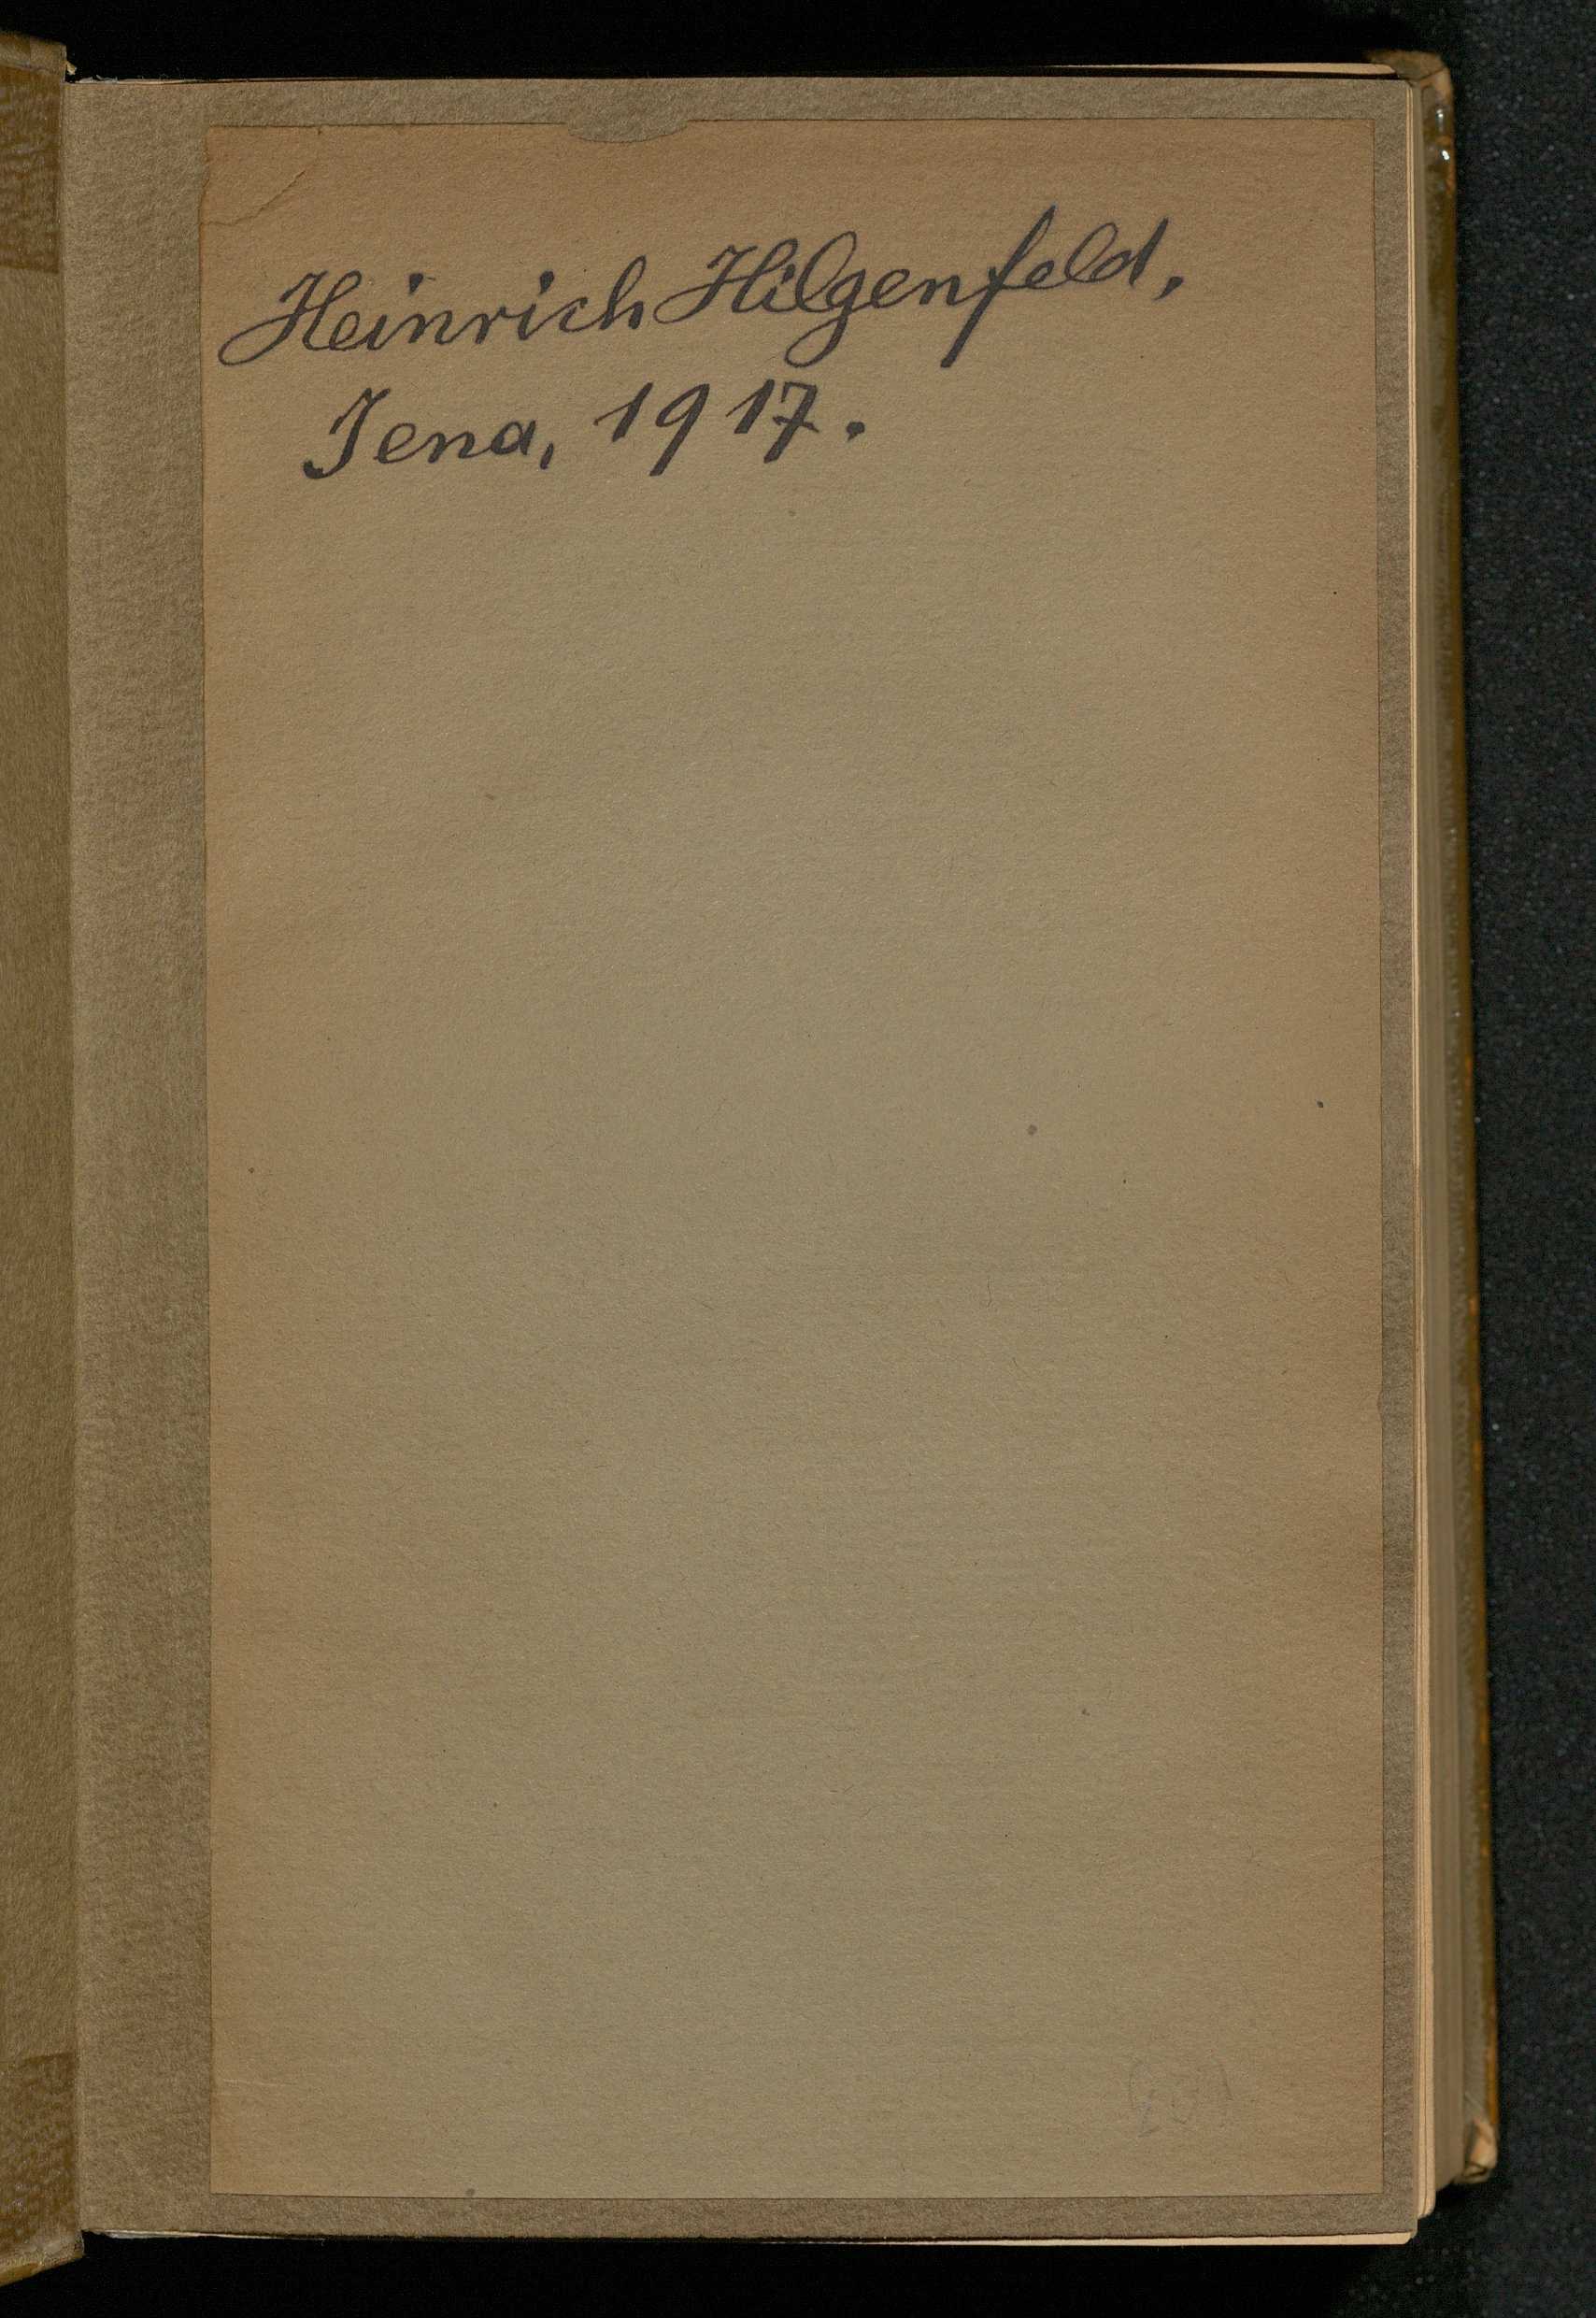 Heinrich Hilgenfeld,
Jena, 1917.